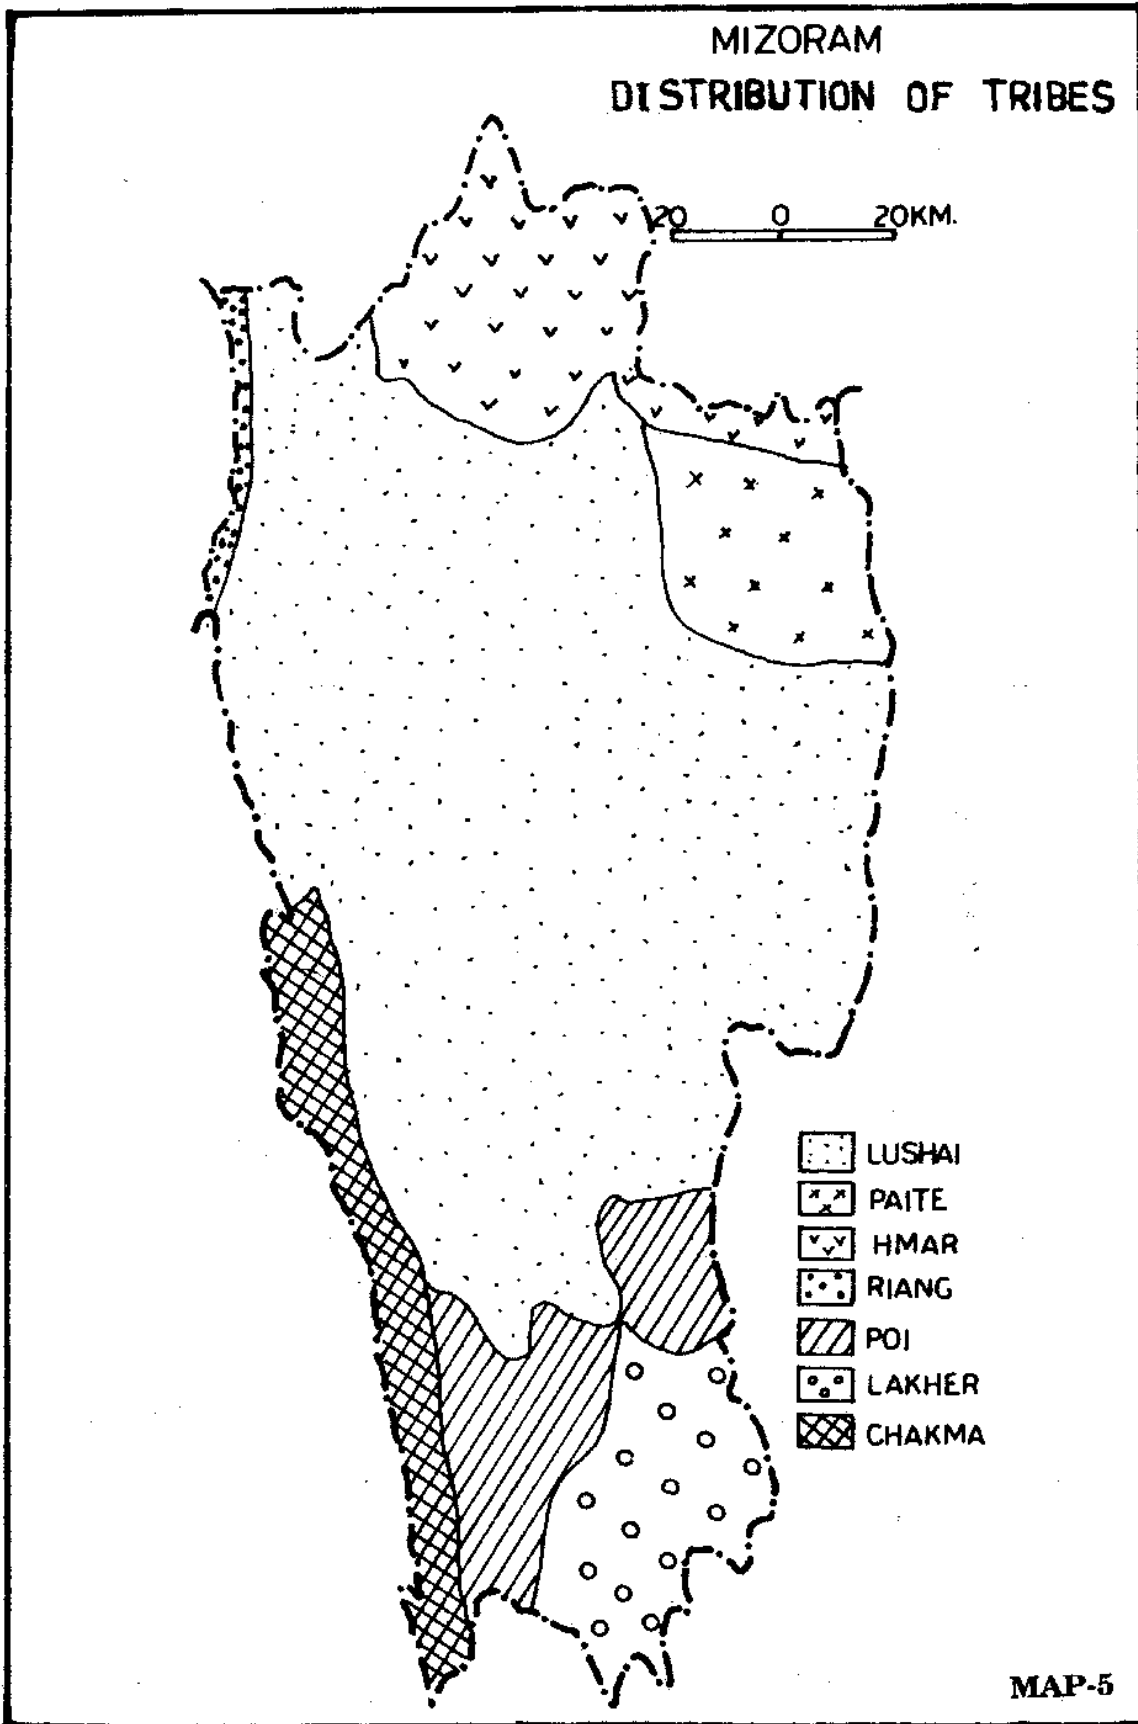 MIZORAM
DISTRIBUTION OF TRIBES
20 0 20KM.
LUSHAI
PAITE
HMAR
RIANG
POI
LAKHER
CHAKMA
MAP-5